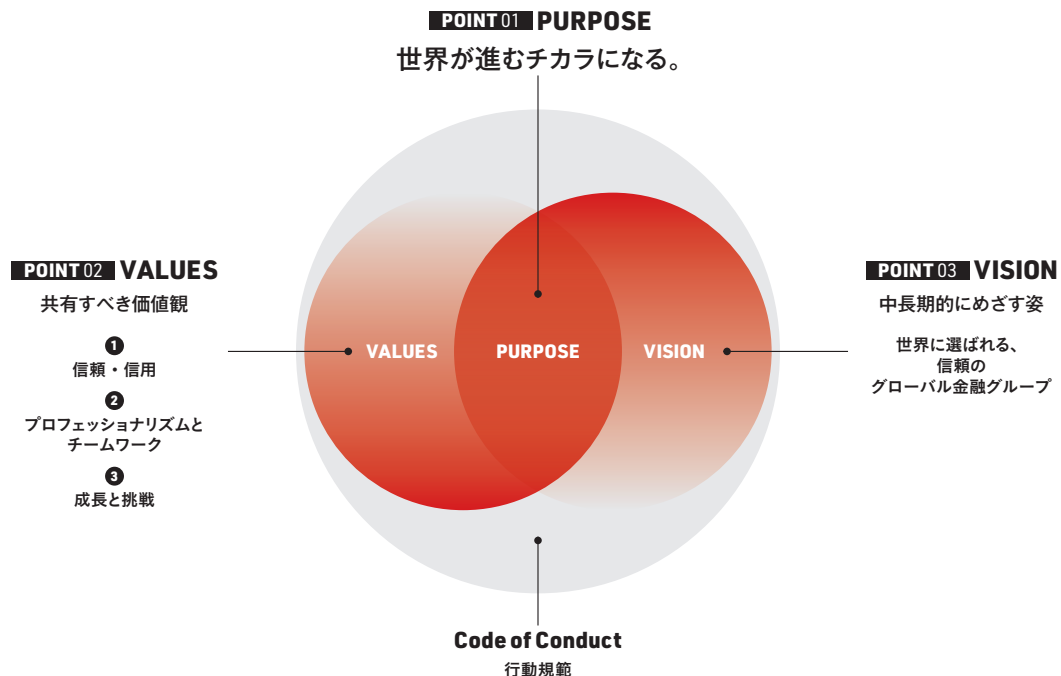 POINT 01 PURPOSE
世界が進むチカラになる。
POINT 02 VALUES
共有すべき価値観
1
信頼・信用
2
プロフェッショナリズムと
チームワーク
3
成長と挑戦
VALUES
PURPOSE
VISION
POINT 03 VISION
中長期的にめざす姿
世界に選ばれる、
信頼の
グローバル金融グループ
Code of Conduct
行動規範